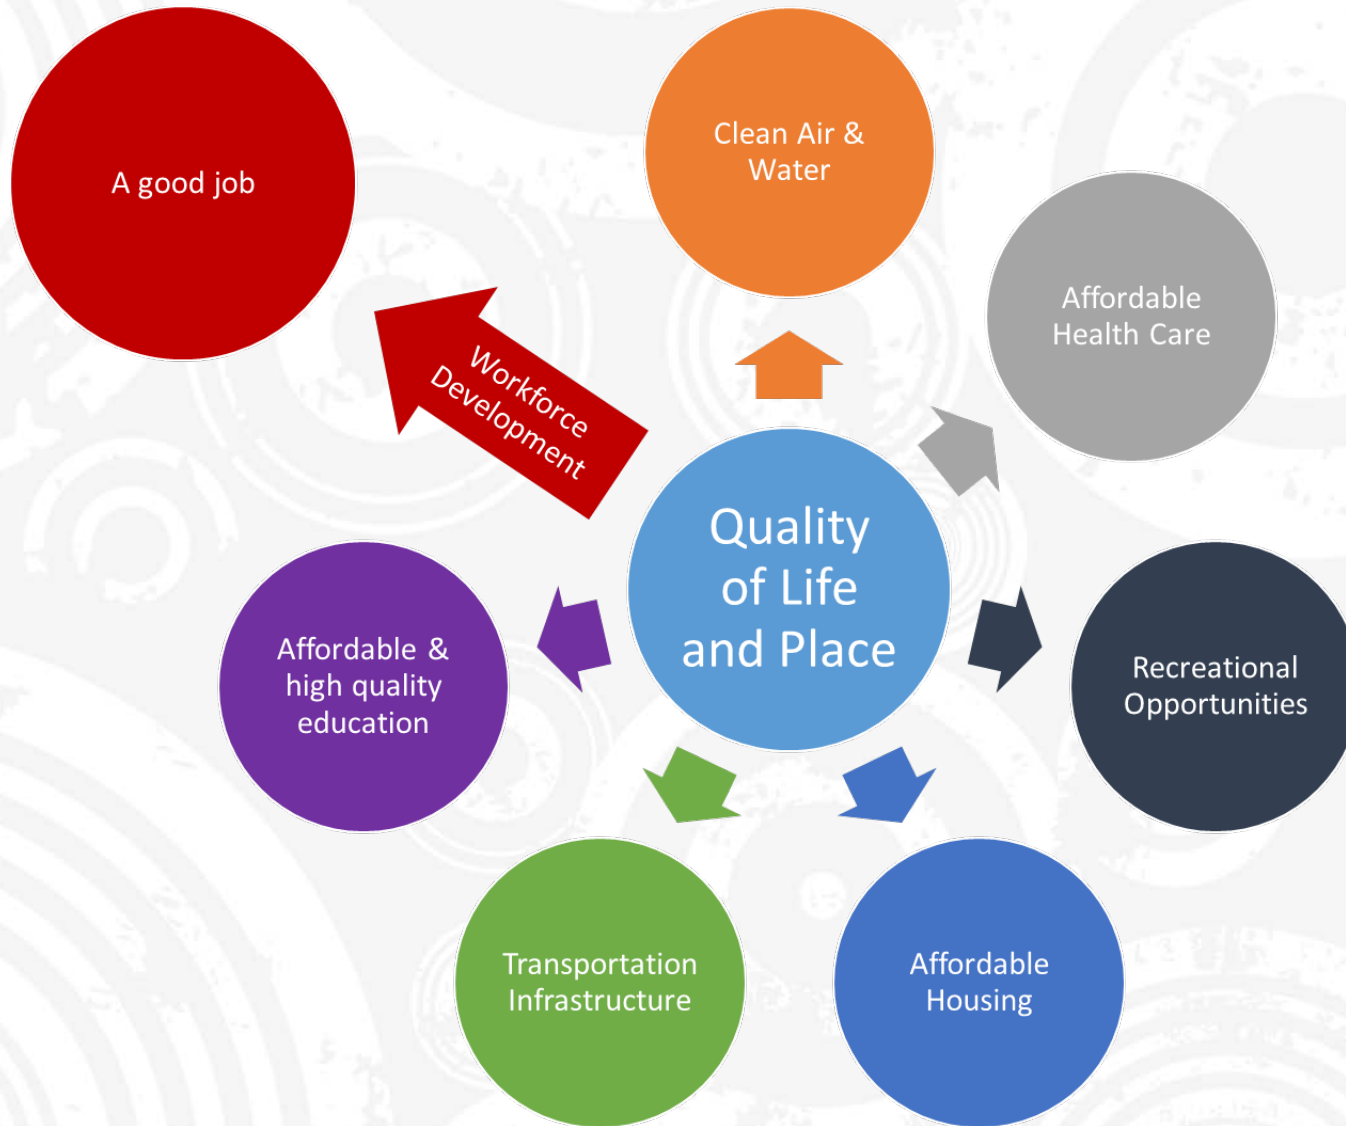 A good job
Clean Air &
Water
Affordable
Health Care
Workforce
Development
Quality
of Life
and Place
Affordable &
high quality
education
Recreational
Opportunities
Transportation
Infrastructure
Affordable
Housing